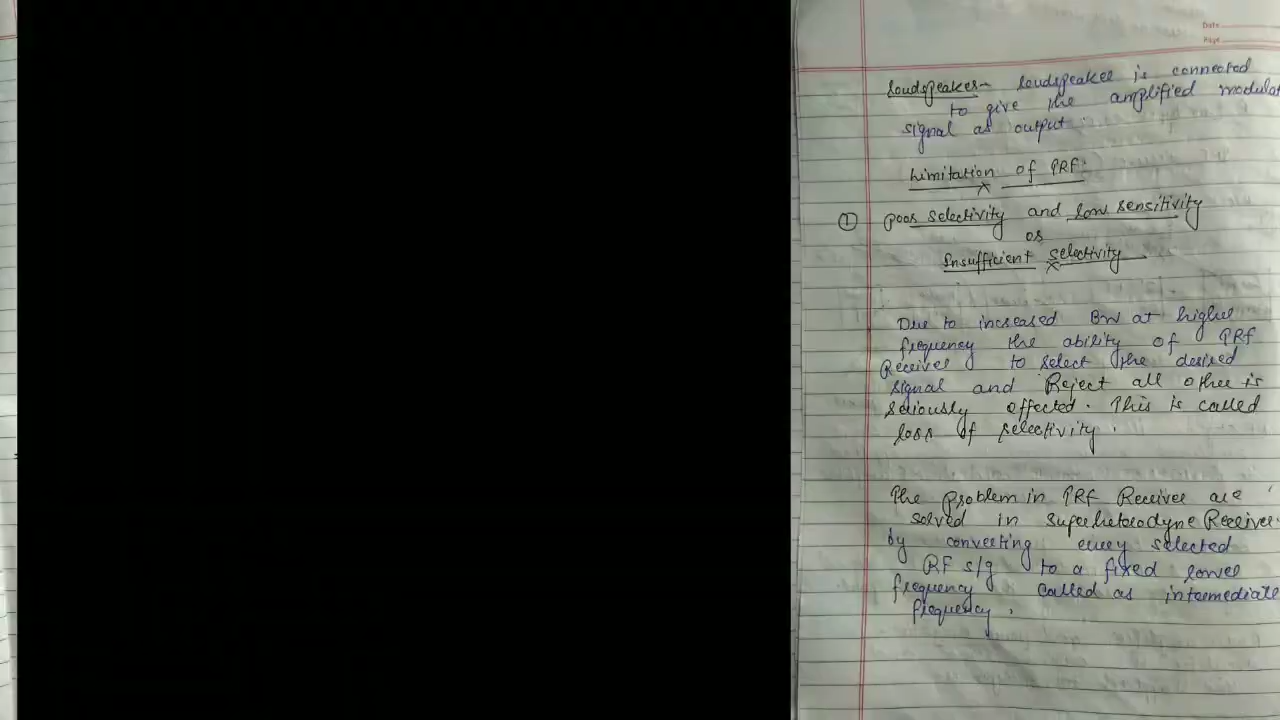 Date
Page
Loudspeaker- loudspeaker is connected
to give the amplified modulat
signal as output.
Limitation of TRF:
① Poor selectivity and low sensitivity
or
Insufficient selectivity
Due to increased BW at higher
frequency the ability of TRF
Receiver to select the desired
signal and Reject all other is
seriously affected. This is called
loss of selectivity.
The Problem in TRF Receiver are
solved in superheterodyne Receiver
by converting every selected
RF s/g to a fixed lower
frequency called as intermediate
frequency.